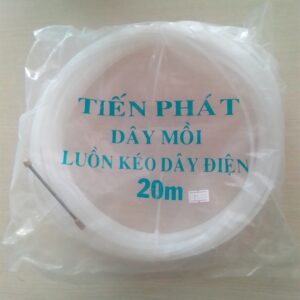 TIẾN PHÁT
DÂY MỒI
LUỒN KÉO DÂY ĐIỆN
20m